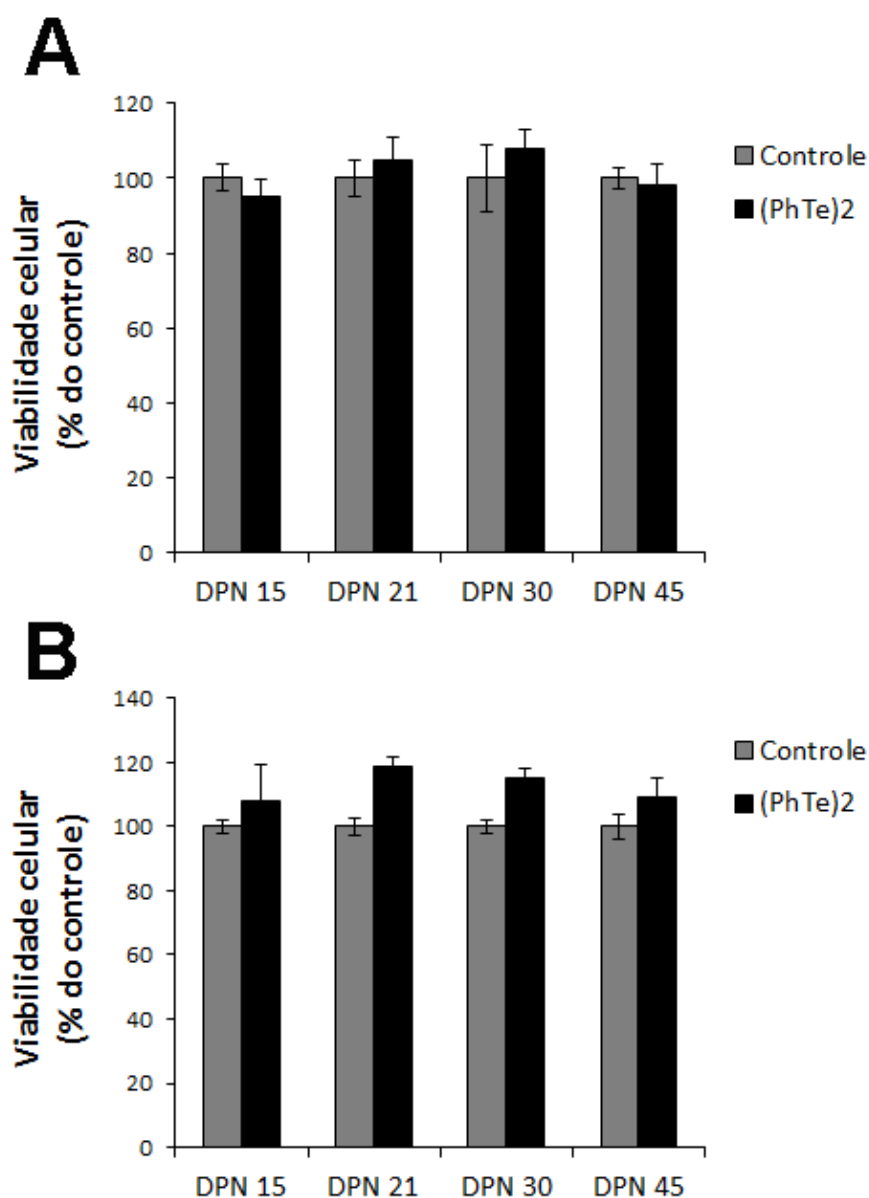 A
120
100
80
60
40
20
0
Viabilidade celular
(% do controle)
Controle
(PhTe)2
DPN 15 DPN 21 DPN 30 DPN 45
B
140
120
100
80
60
40
20
0
Viabilidade celular
(% do controle)
Controle
(PhTe)2
DPN 15 DPN 21 DPN 30 DPN 45